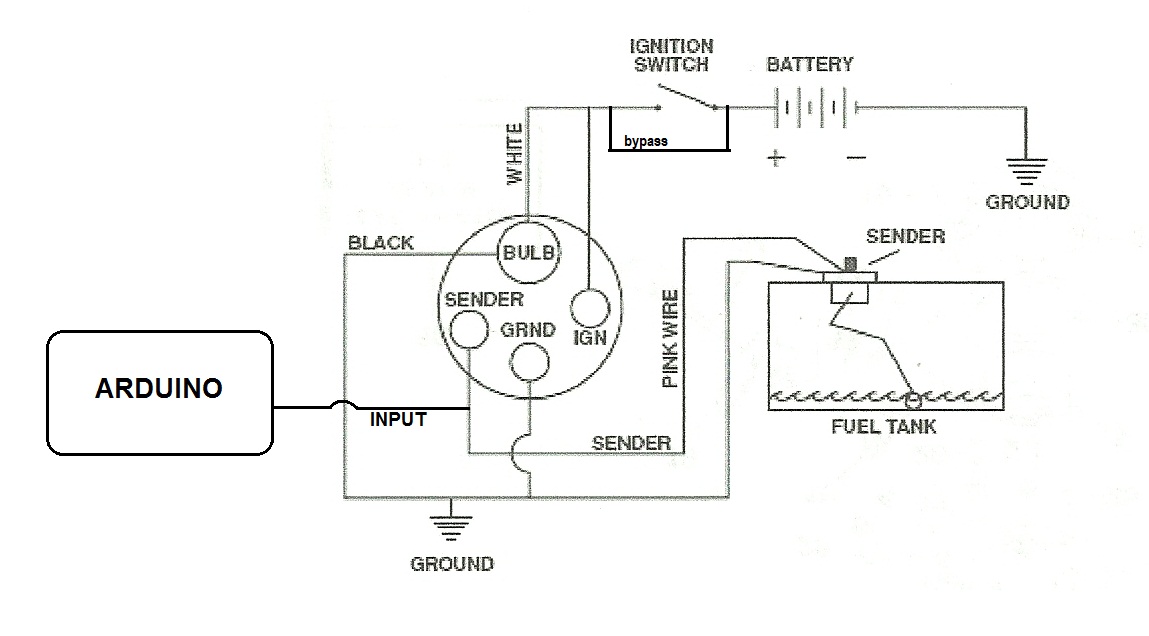 IGNITION
SWITCH
BATTERY
WHITE
bypass
+ −
GROUND
BLACK
BULB
SENDER
SENDER
GRND
IGN
PINK WIRE
ARDUINO
INPUT
SENDER
FUEL TANK
GROUND